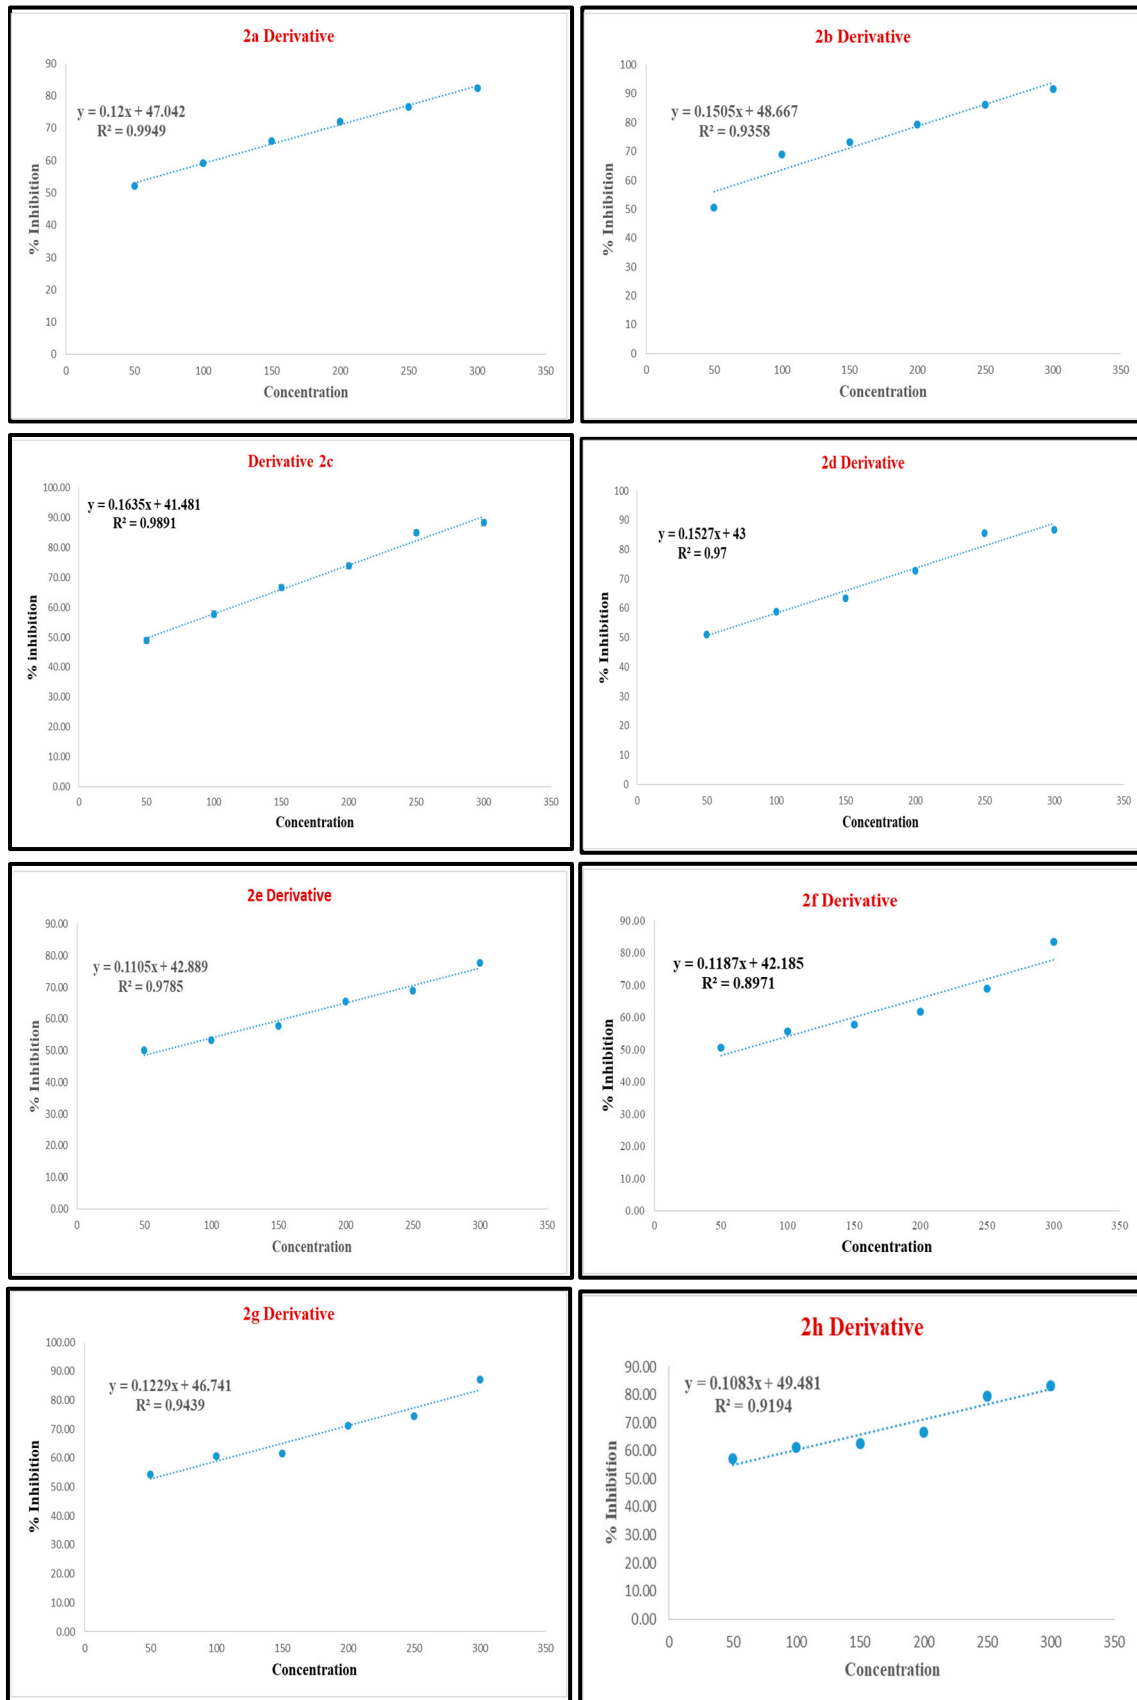 2a Derivative
90
80
70
60
50
40
30
20
10
0
y = 0.12x + 47.042
R² = 0.9949
% Inhibition
0 50 100 150 200 250 300 350
Concentration
2b Derivative
100
90
80
70
60
50
40
30
20
10
0
y = 0.1505x + 48.667
R² = 0.9358
% Inhibition
0 50 100 150 200 250 300 350
Concentration
Derivative 2c
100.00
90.00
80.00
70.00
60.00
50.00
40.00
30.00
20.00
10.00
0.00
y = 0.1635x + 41.481
R² = 0.9891
% inhibition
0 50 100 150 200 250 300 350
Concentration
2d Derivative
100
90
80
70
60
50
40
30
20
10
0
y = 0.1527x + 43
R² = 0.97
% Inhibition
0 50 100 150 200 250 300 350
Concentration
2e Derivative
90.00
80.00
70.00
60.00
50.00
40.00
30.00
20.00
10.00
0.00
y = 0.1105x + 42.889
R² = 0.9785
% Inhibition
0 50 100 150 200 250 300 350
Concentration
2f Derivative
90.00
80.00
70.00
60.00
50.00
40.00
30.00
20.00
10.00
0.00
y = 0.1187x + 42.185
R² = 0.8971
% Inhibition
0 50 100 150 200 250 300 350
Concentration
2g Derivative
100.00
90.00
80.00
70.00
60.00
50.00
40.00
30.00
20.00
10.00
0.00
y = 0.1229x + 46.741
R² = 0.9439
% Inhibition
0 50 100 150 200 250 300 350
Concentration
2h Derivative
90.00
80.00
70.00
60.00
50.00
40.00
30.00
20.00
10.00
0.00
y = 0.1083x + 49.481
R² = 0.9194
% Inhibition
0 50 100 150 200 250 300 350
Concentration